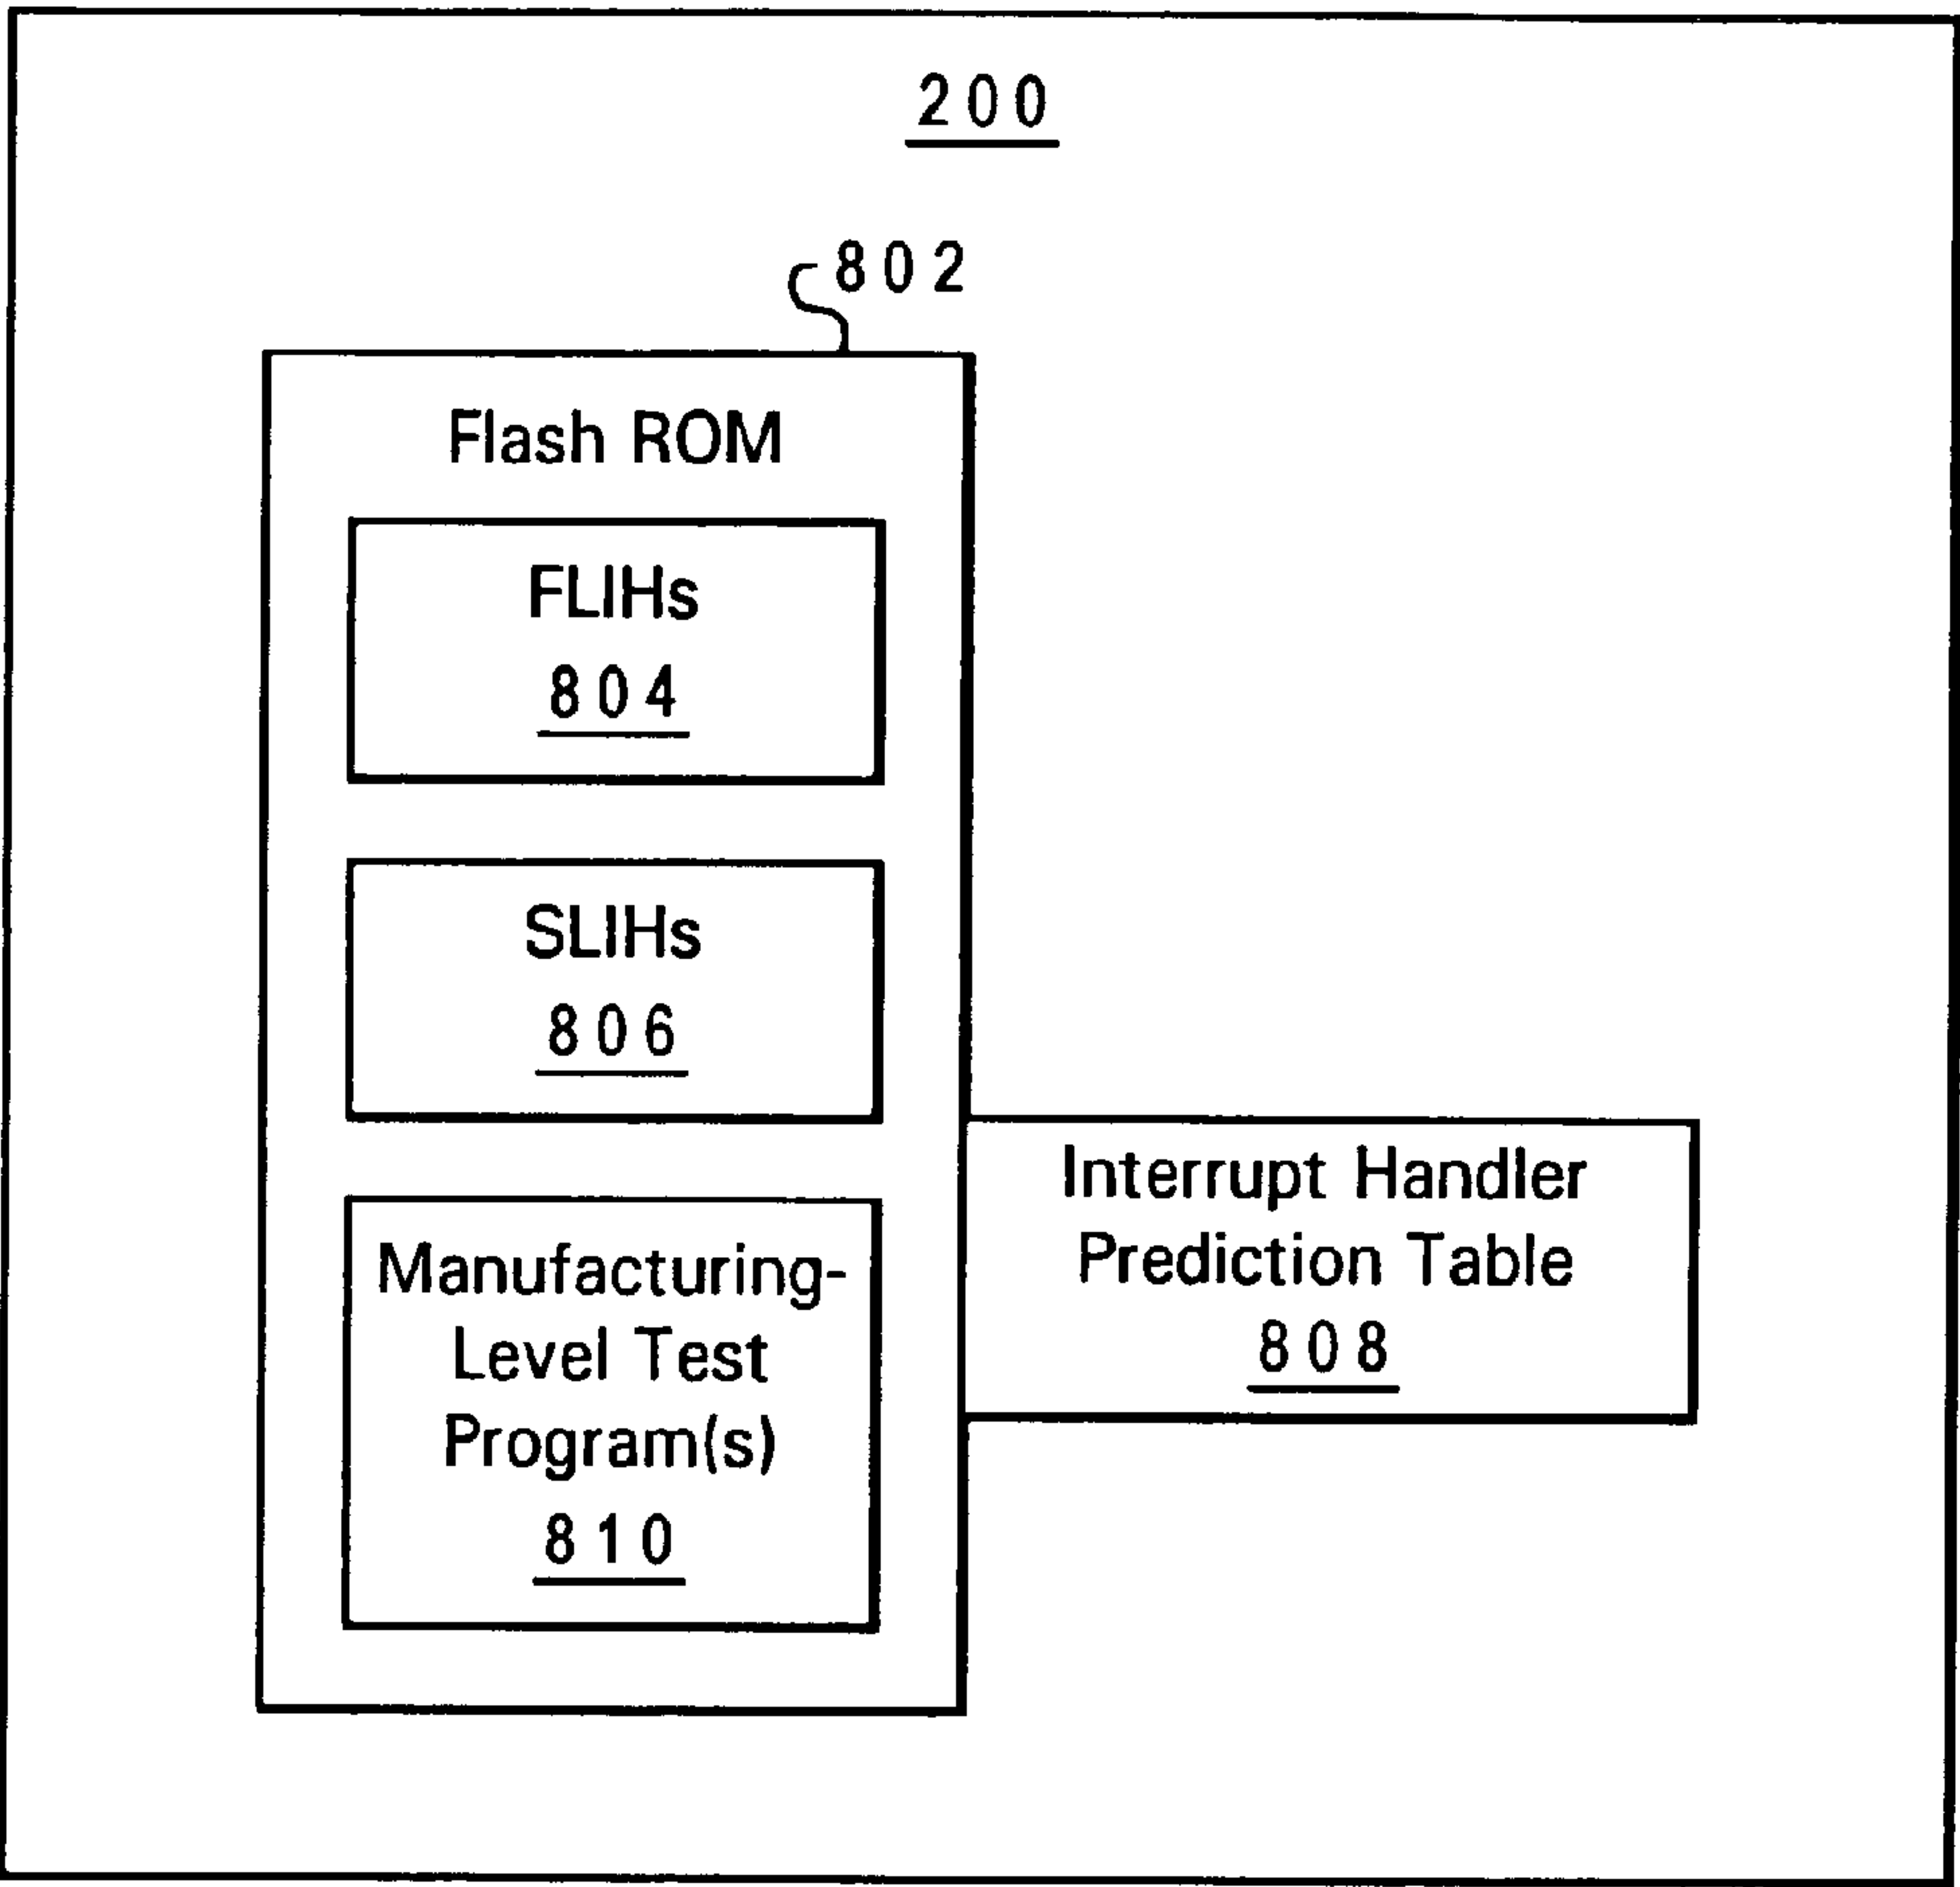 200
802
Flash ROM
FLIHs
804
SLIHs
806
Manufacturing-
Level Test
Program(s)
810
Interrupt Handler
Prediction Table
808